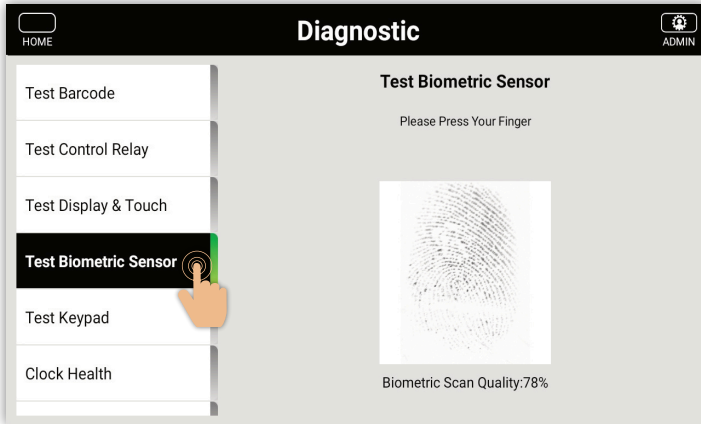 HOME
Diagnostic
ADMIN
Test Barcode
Test Control Relay
Test Display & Touch
Test Biometric Sensor
Test Keypad
Clock Health
Test Biometric Sensor
Please Press Your Finger
Biometric Scan Quality:78%